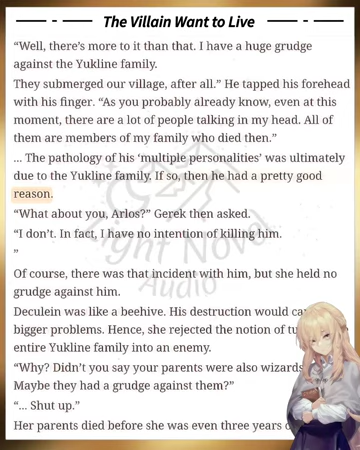 The Villain Want to Live
“Well, there’s more to it than that. I have a huge grudge
against the Yukline family.
They submerged our village, after all.” He tapped his forehead
with his finger. “As you probably already know, even at this
moment, there are a lot of people talking in my head. All of
them are members of my family who died then.”
... The pathology of his ‘multiple personalities’ was ultimately
due to the Yukline family. If so, then he had a pretty good
reason.
“What about you, Arlos?” Gerek then asked.
“I don’t. In fact, I have no intention of killing him.
”
Of course, there was that incident with him, but she held no
grudge against him.
Deculein was like a beehive. His destruction would
bigger problems. Hence, she rejected the notion of
entire Yukline family into an enemy.
“Why? Didn’t you say your parents were also wizards
Maybe they had a grudge against them?”
“... Shut up.”
Her parents died before she was even three years
Light Novel
Audio